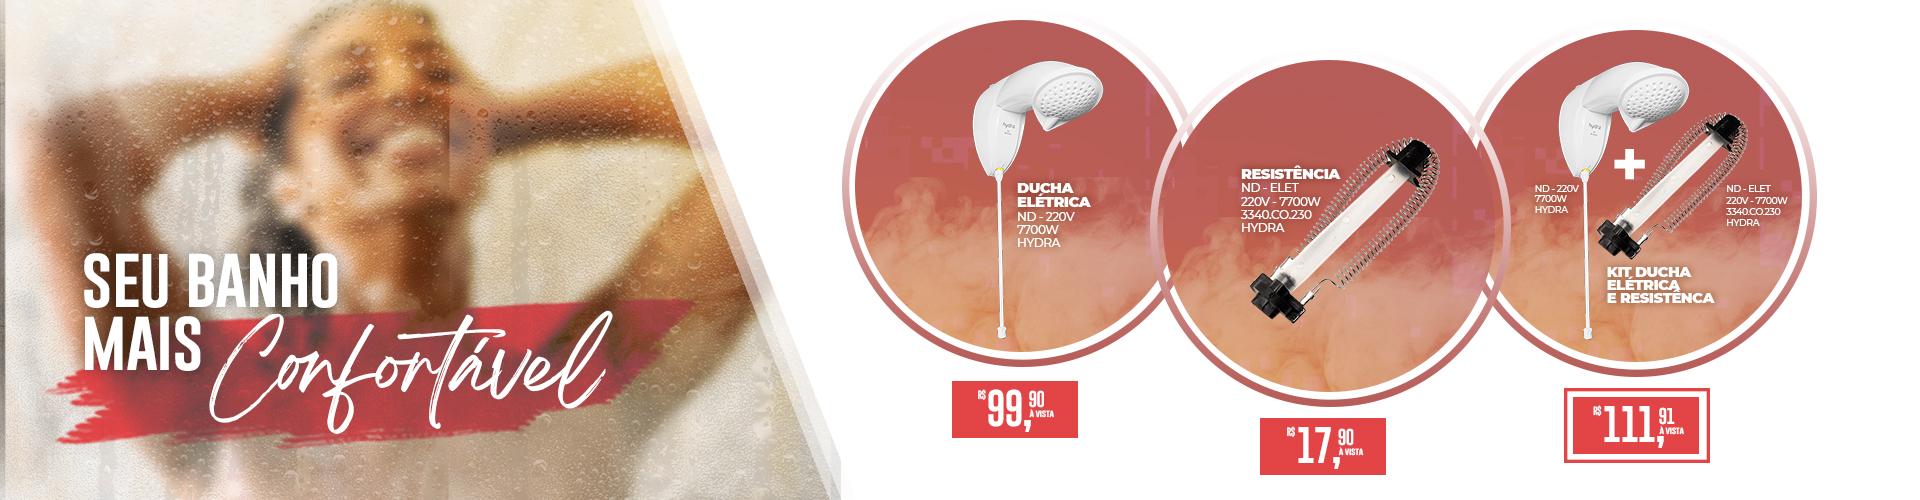 SEU BANHO
MAIS Confortável
DUCHA
ELÉTRICA
ND - 220V
7700W
HYDRA
R$ 99,90
À VISTA
RESISTÊNCIA
ND - ELET
220V - 7700W
3340.CO.230
HYDRA
R$ 17,90
À VISTA
ND - 220V
7700W
HYDRA
+
ND - ELET
220V - 7700W
3340.CO.230
HYDRA
KIT DUCHA
ELÉTRICA
E RESISTÊNCA
R$ 111,91
À VISTA